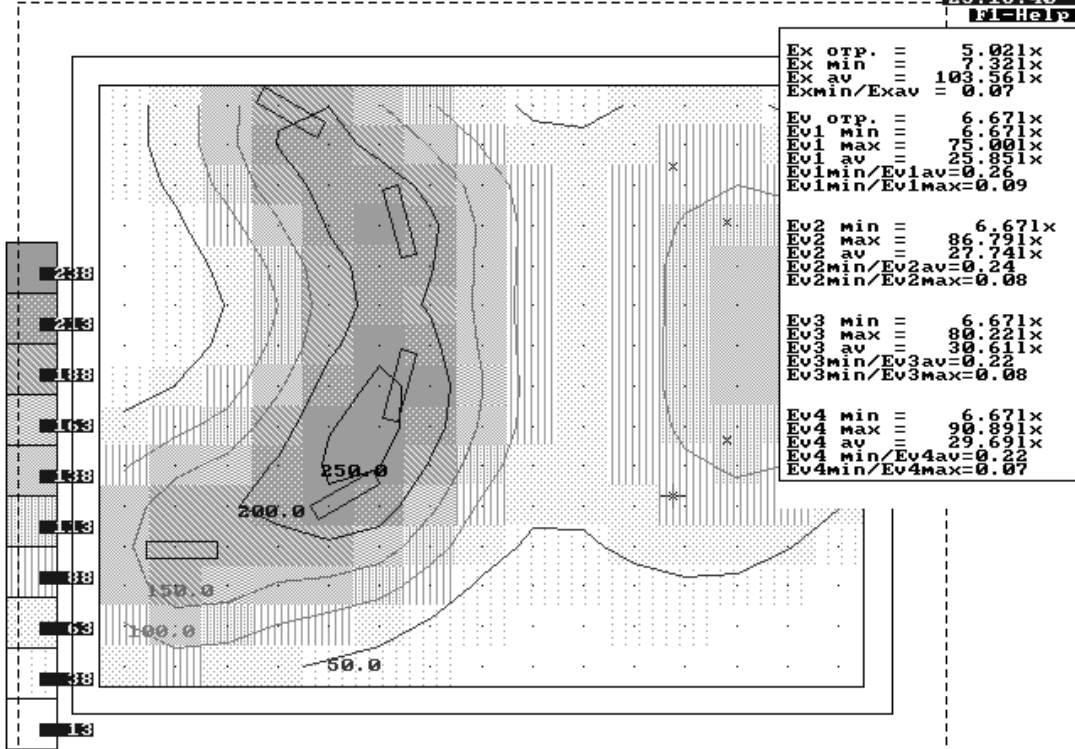 F1-Help
Ex отр. = 5.02lx
Ex min = 7.32lx
Ex av = 103.56lx
Exmin/Exav = 0.07
Ev отр. = 6.67lx
Ev1 min = 6.67lx
Ev1 max = 75.00lx
Ev1 av = 25.85lx
Ev1min/Ev1av=0.26
Ev1min/Ev1max=0.09
Ev2 min = 6.67lx
Ev2 max = 86.79lx
Ev2 av = 27.74lx
Ev2min/Ev2av=0.24
Ev2min/Ev2max=0.08
Ev3 min = 6.67lx
Ev3 max = 80.22lx
Ev3 av = 30.61lx
Ev3min/Ev3av=0.22
Ev3min/Ev3max=0.08
Ev4 min = 6.67lx
Ev4 max = 90.89lx
Ev4 av = 29.69lx
Ev4 min/Ev4av=0.22
Ev4min/Ev4max=0.07
238
213
188
163
138
113
88
63
38
13
250.0
200.0
150.0
100.0
50.0